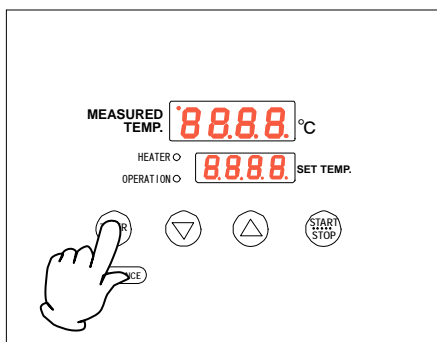 MEASURED
TEMP.
8 8.8.8.
°C
HEATER
8.8.8.8.
SET TEMP.
OPERATION
START
STOP